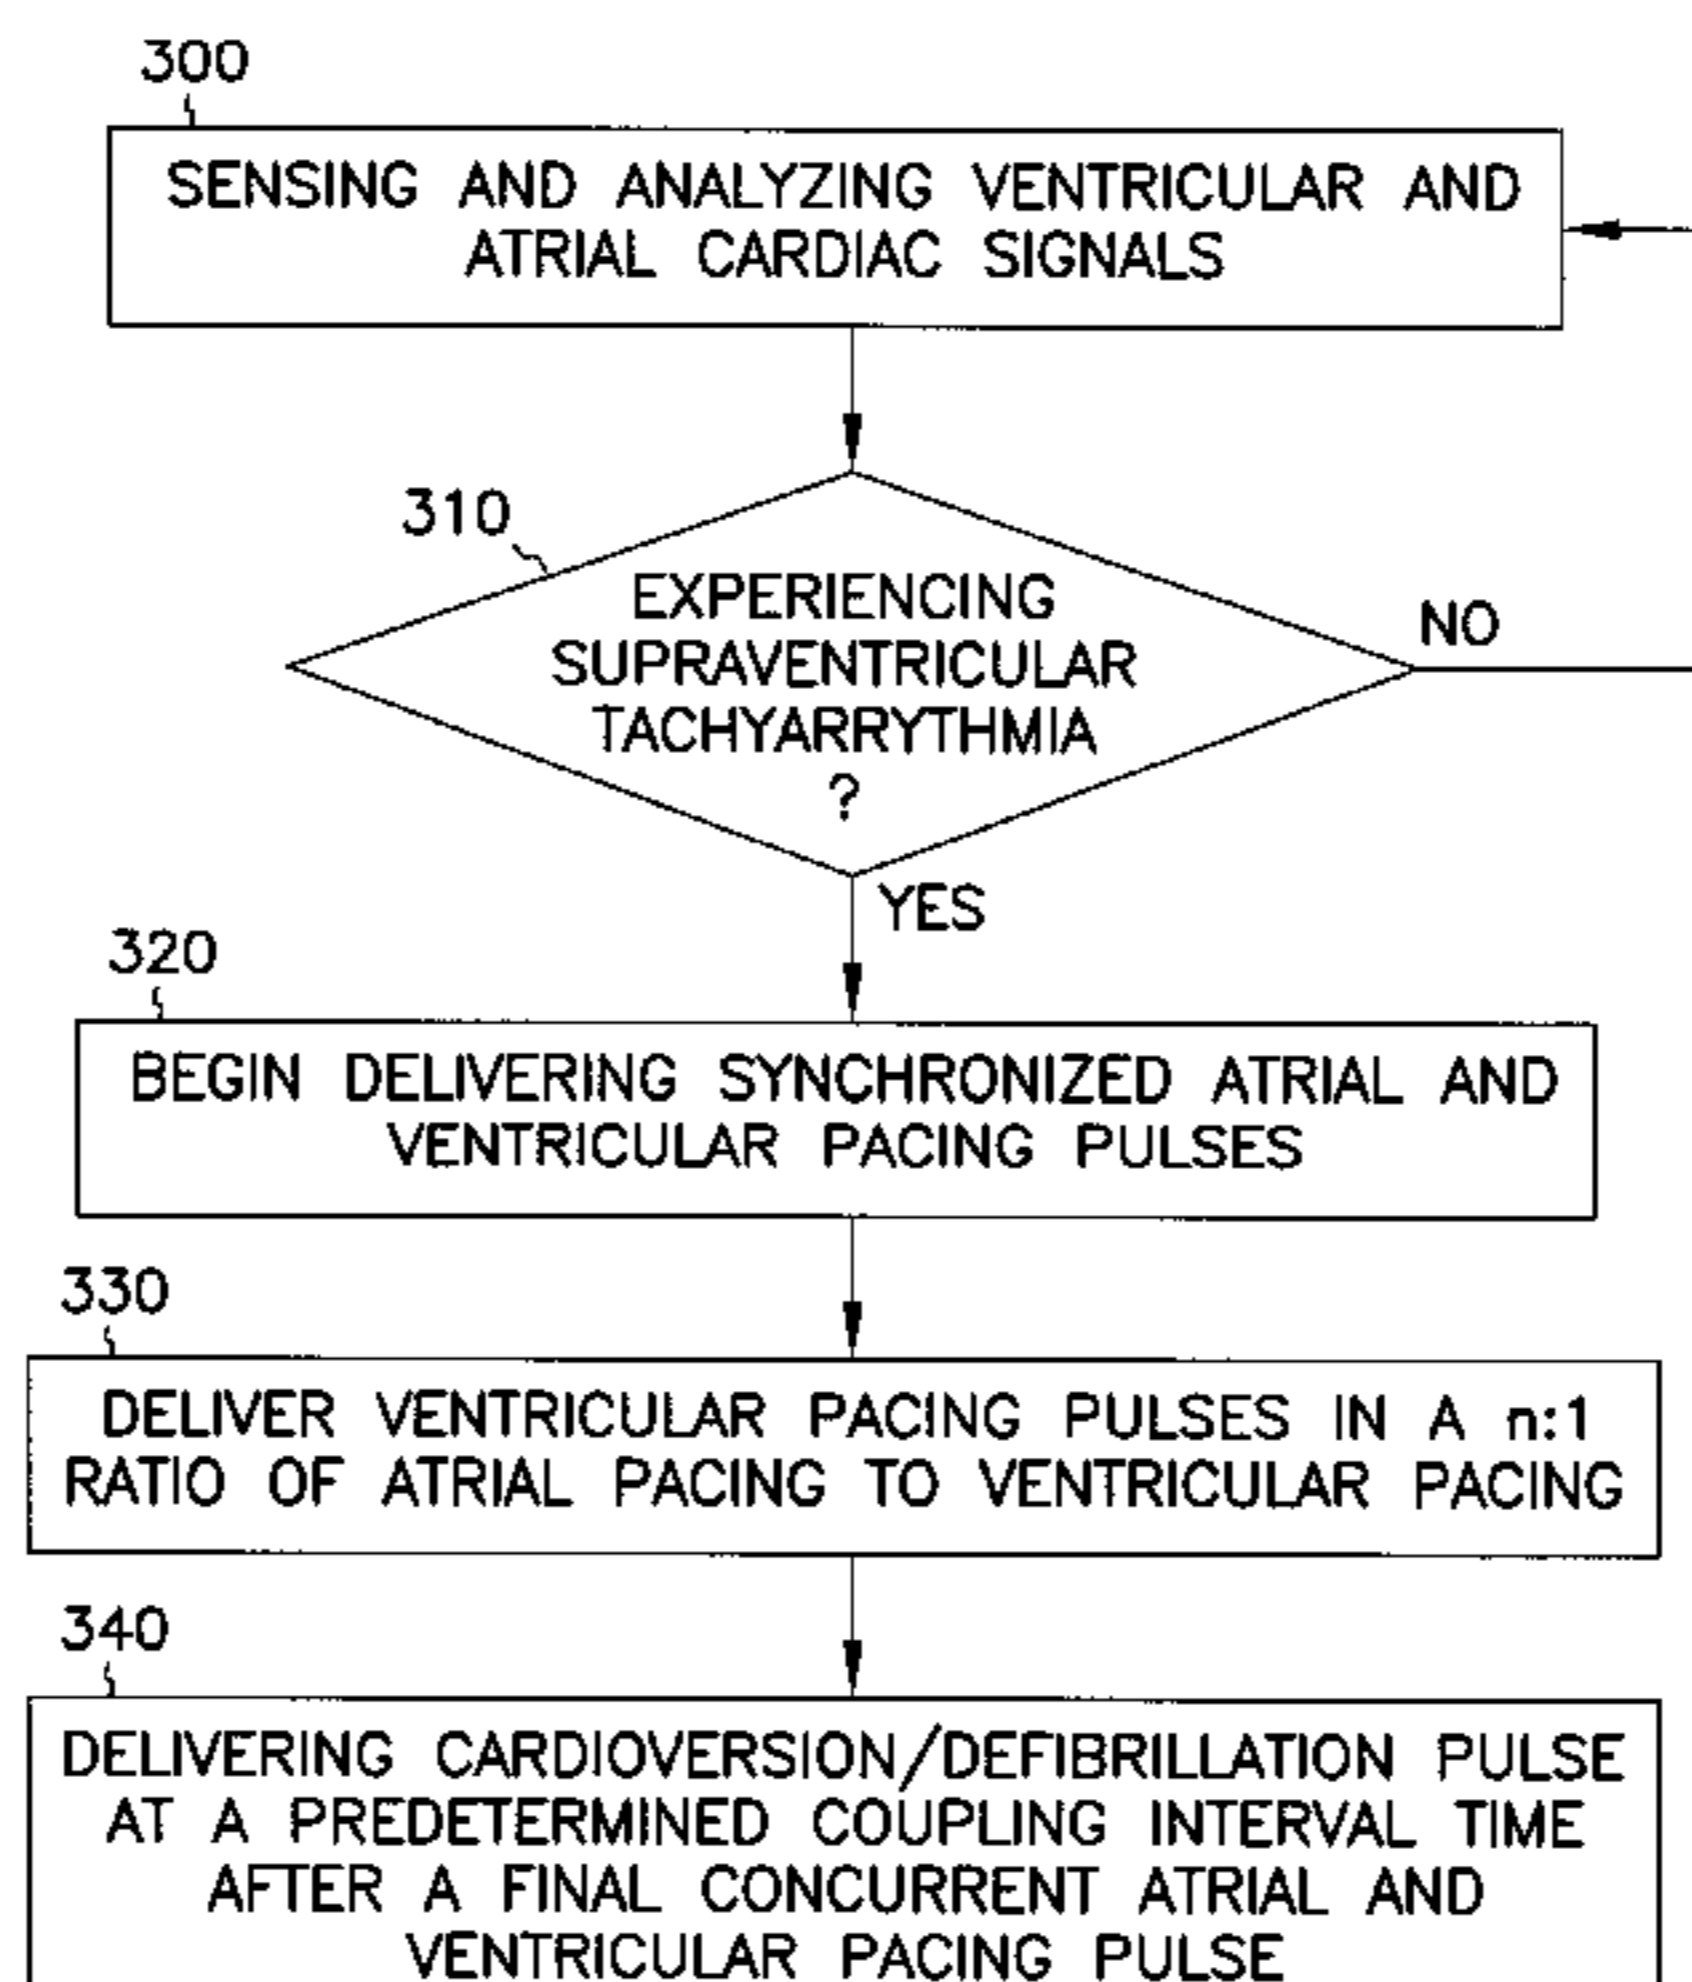 300
SENSING AND ANALYZING VENTRICULAR AND
ATRIAL CARDIAC SIGNALS
310
EXPERIENCING
SUPRAVENTRICULAR
TACHYARRYTHMIA
?
NO
YES
320
BEGIN DELIVERING SYNCHRONIZED ATRIAL AND
VENTRICULAR PACING PULSES
330
DELIVER VENTRICULAR PACING PULSES IN A n:1
RATIO OF ATRIAL PACING TO VENTRICULAR PACING
340
DELIVERING CARDIOVERSION/DEFIBRILLATION PULSE
AT A PREDETERMINED COUPLING INTERVAL TIME
AFTER A FINAL CONCURRENT ATRIAL AND
VENTRICULAR PACING PULSE